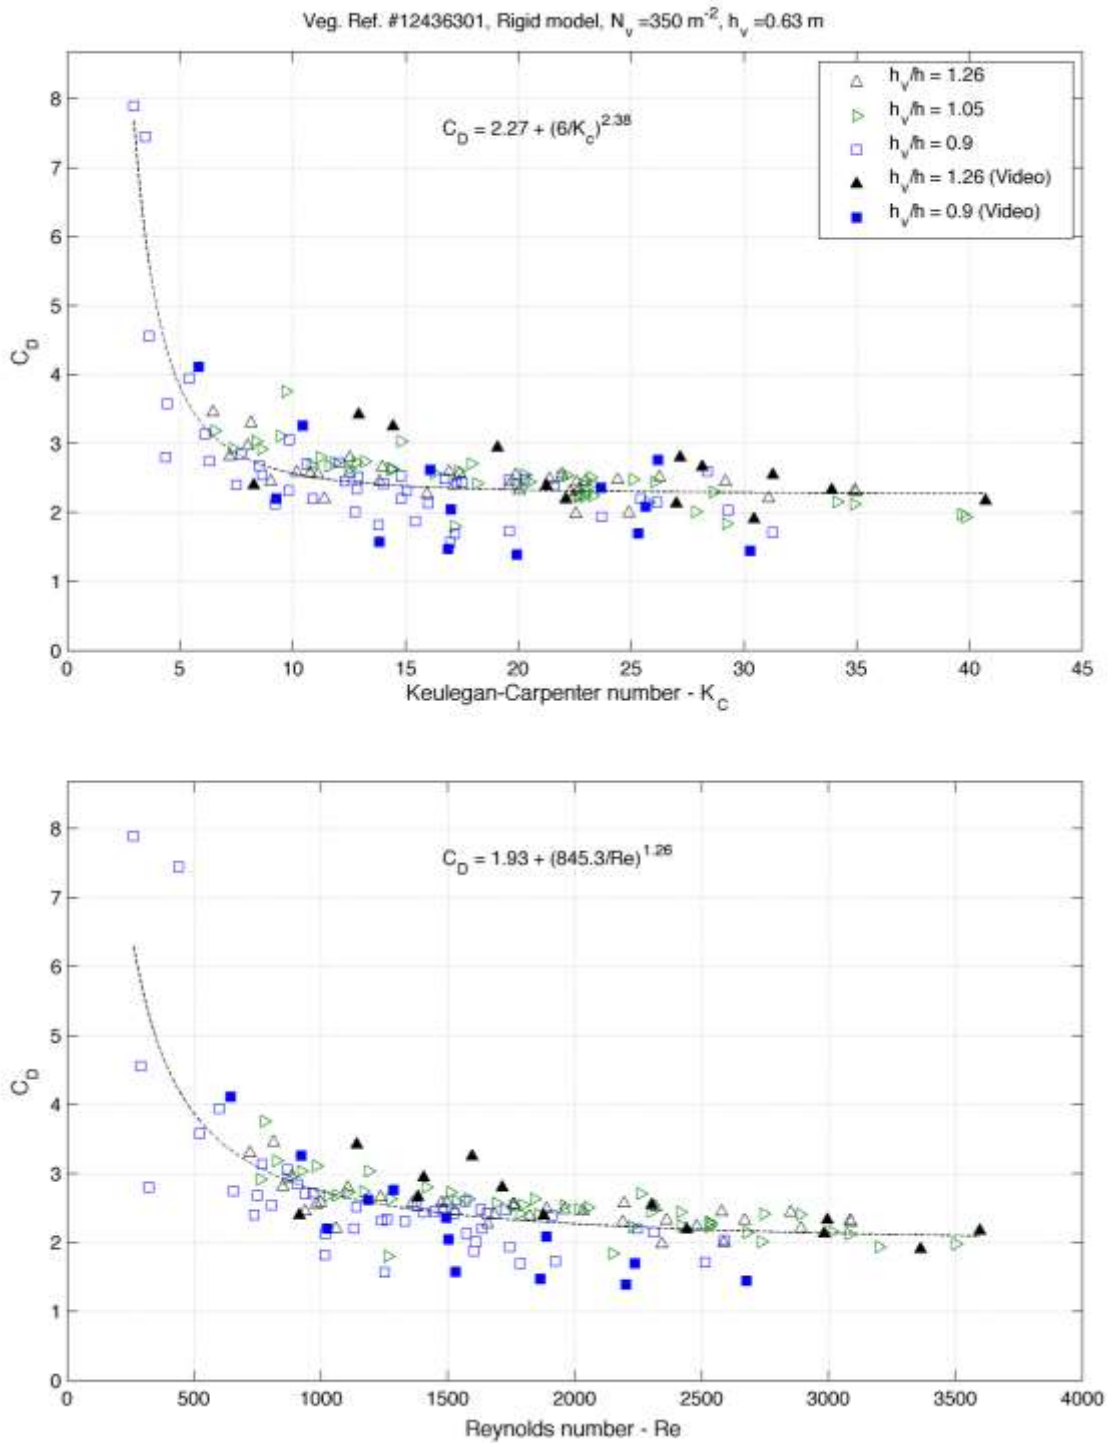 Veg. Ref. #12436301, Rigid model, N_v =350 m^-2, h_v =0.63 m
h_v/h = 1.26
h_v/h = 1.05
h_v/h = 0.9
h_v/h = 1.26 (Video)
h_v/h = 0.9 (Video)
C_D = 2.27 + (6/K_c)^2.38
8
7
6
5
4
3
2
1
0
C_D
0 5 10 15 20 25 30 35 40 45
Keulegan-Carpenter number - K_C
C_D = 1.93 + (845.3/Re)^1.26
8
7
6
5
4
3
2
1
0
C_D
0 500 1000 1500 2000 2500 3000 3500 4000
Reynolds number - Re